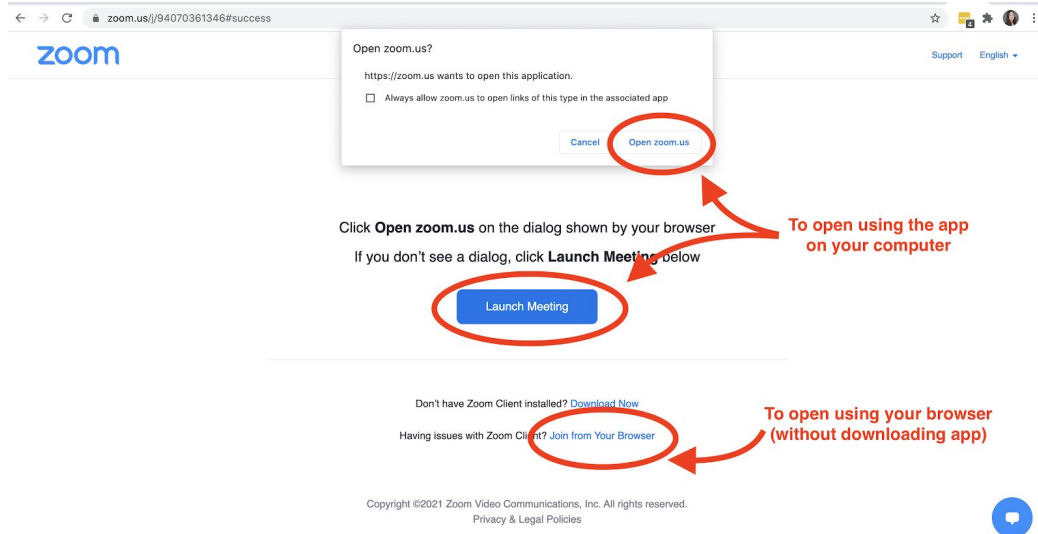 zoom.us/j/94070361346#success
4
zoom
Support English
Open zoom.us?
https://zoom.us wants to open this application.
Always allow zoom.us to open links of this type in the associated app
Cancel Open zoom.us
Click Open zoom.us on the dialog shown by your browser
If you don't see a dialog, click Launch Meeting below
To open using the app
on your computer
Launch Meeting
Don't have Zoom Client installed? Download Now
Having issues with Zoom Client? Join from Your Browser
To open using your browser
(without downloading app)
Copyright ©2021 Zoom Video Communications, Inc. All rights reserved.
Privacy & Legal Policies